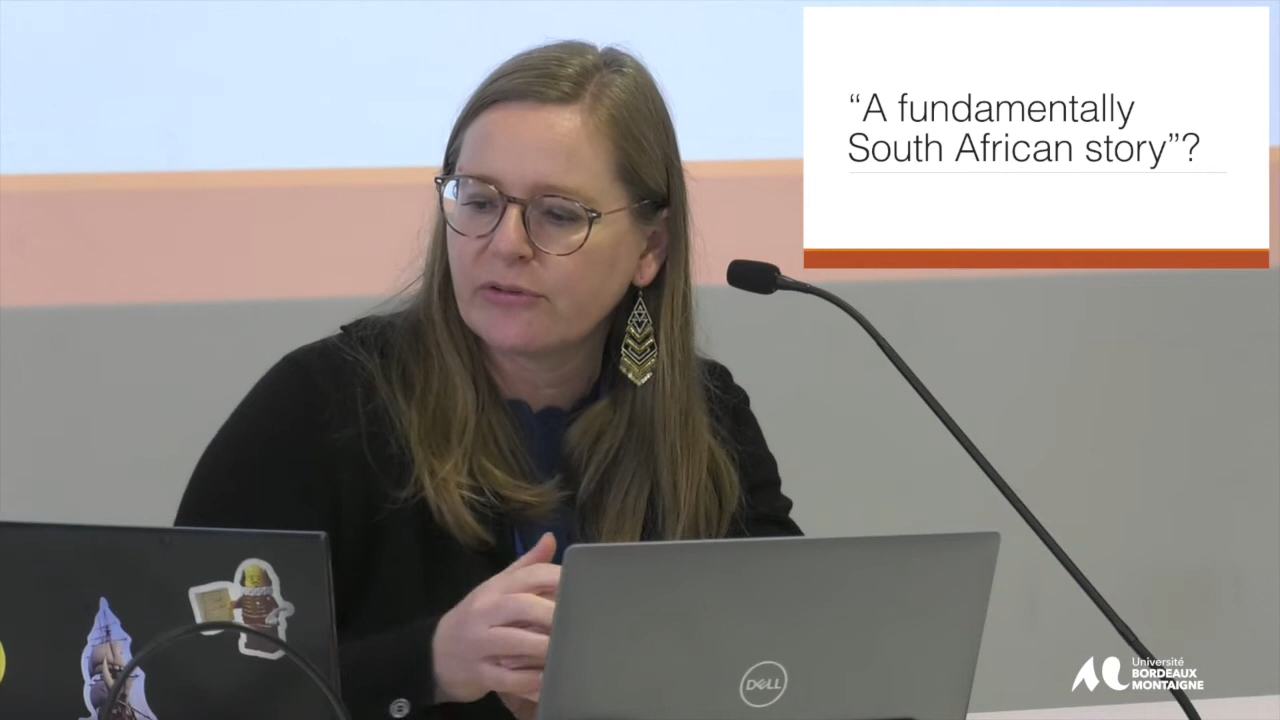 “A fundamentally
South African story”?
DELL
Université
BORDEAUX
MONTAIGNE